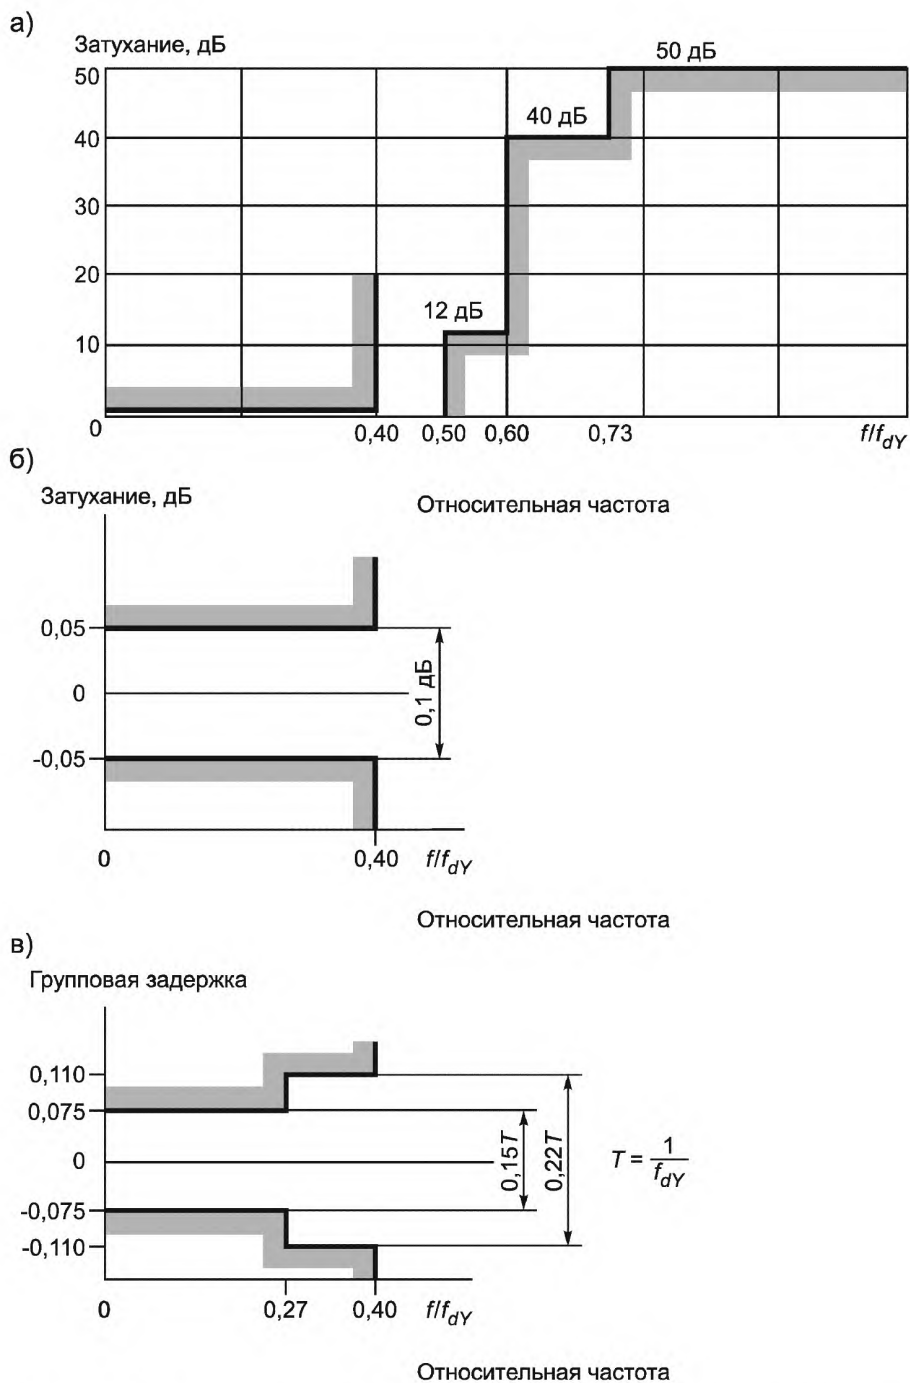 а)
Затухание, дБ
50 дБ
50
40 дБ
40
30
20
12 дБ
10
0
0,40 0,50 0,60 0,73 f/fdY
Относительная частота
б)
Затухание, дБ
0,05
0
-0,05
0,1 дБ
0 0,40 f/fdY
Относительная частота
в)
Групповая задержка
0,110
0,075
0
-0,075
-0,110
0,15T
0,22T
T = 1/fdY
0 0,27 0,40 f/fdY
Относительная частота